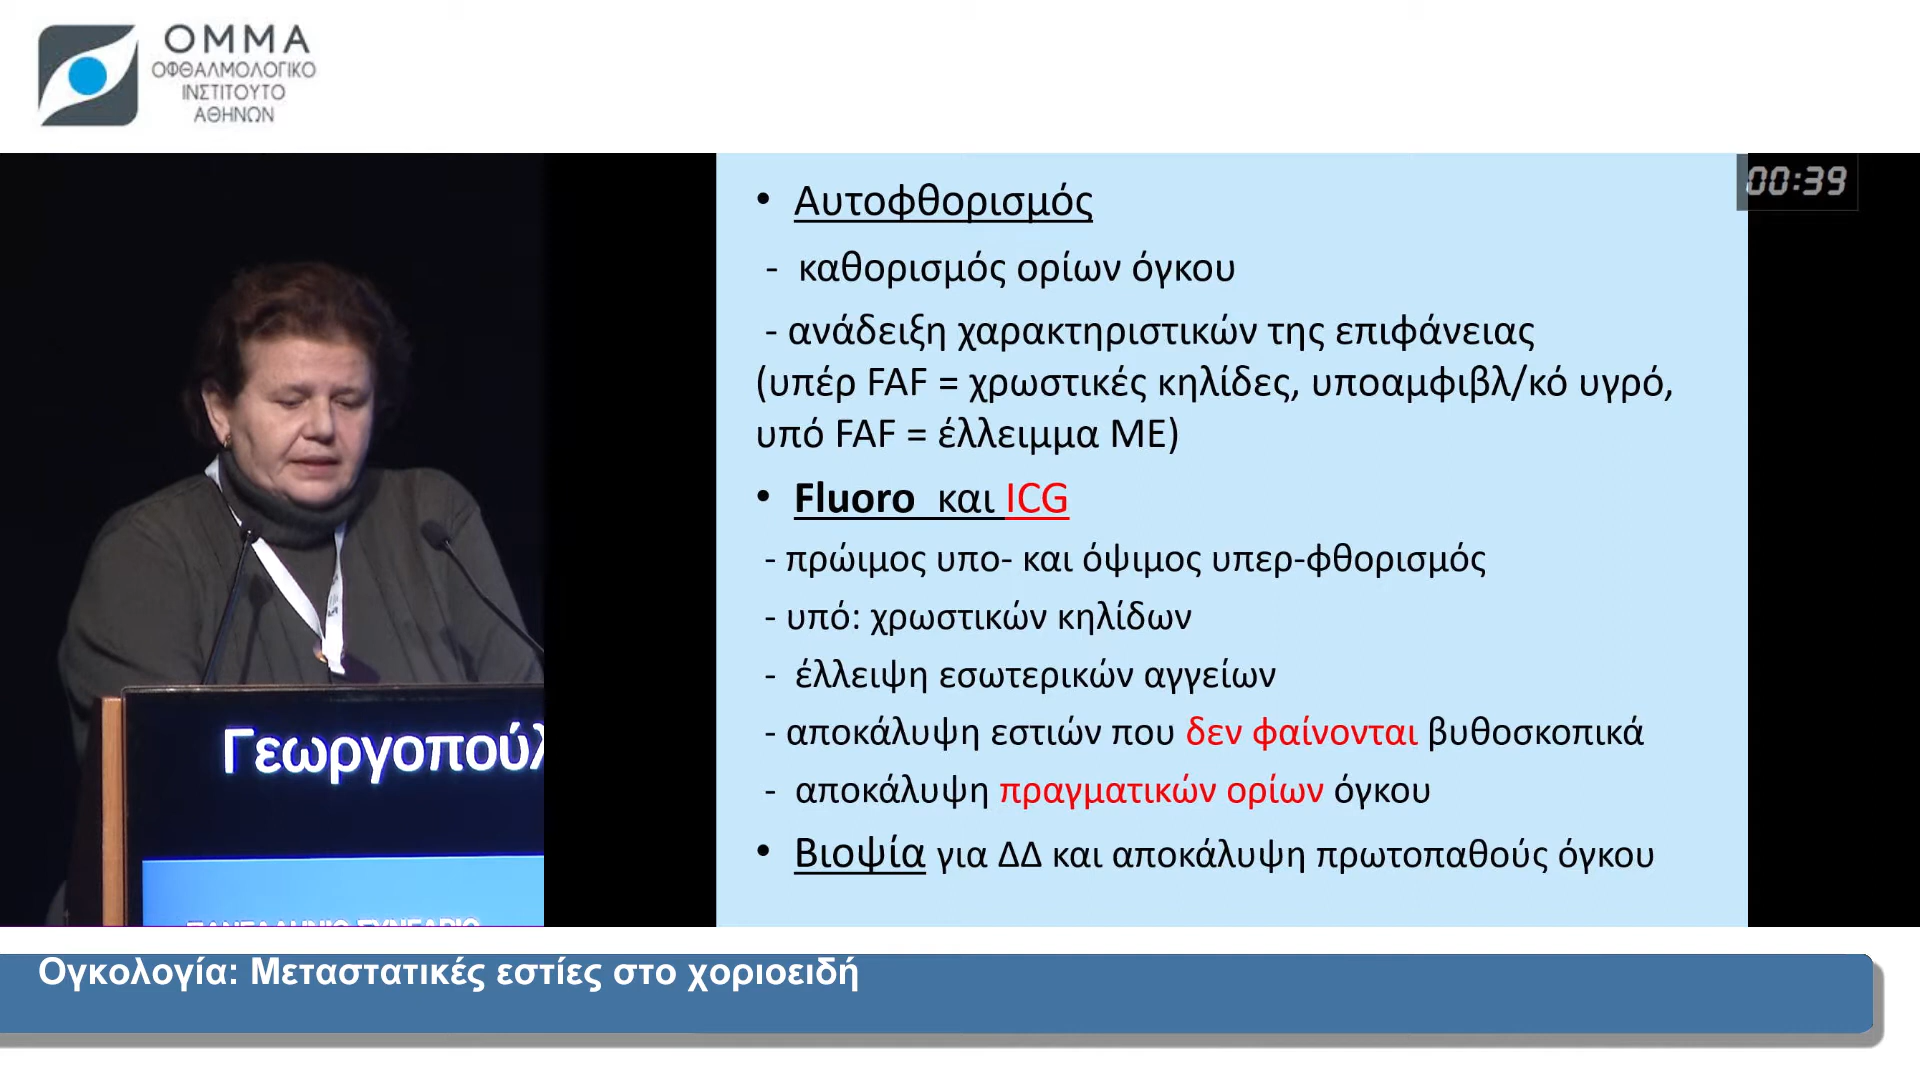 ΟΜΜΑ
ΟΦΘΑΛΜΟΛΟΓΙΚΟ
ΙΝΣΤΙΤΟΥΤΟ
ΑΘΗΝΩΝ
00:39
• Αυτοφθορισμός
- καθορισμός ορίων όγκου
- ανάδειξη χαρακτηριστικών της επιφάνειας
(υπέρ FAF = χρωστικές κηλίδες, υποαμφιβλ/κό υγρό,
υπό FAF = έλλειμμα ΜΕ)
• Fluoro και ICG
- πρώιμος υπο- και όψιμος υπερ-φθορισμός
- υπό: χρωστικών κηλίδων
- έλλειψη εσωτερικών αγγείων
- αποκάλυψη εστιών που δεν φαίνονται βυθοσκοπικά
- αποκάλυψη πραγματικών ορίων όγκου
• Βιοψία για ΔΔ και αποκάλυψη πρωτοπαθούς όγκου
Γεωργοπούλ
ΠΑΝΕΛΛΗΝΙΟ ΣΥΝΕΔΡΙΟ
Ογκολογία: Μεταστατικές εστίες στο χοριοειδή